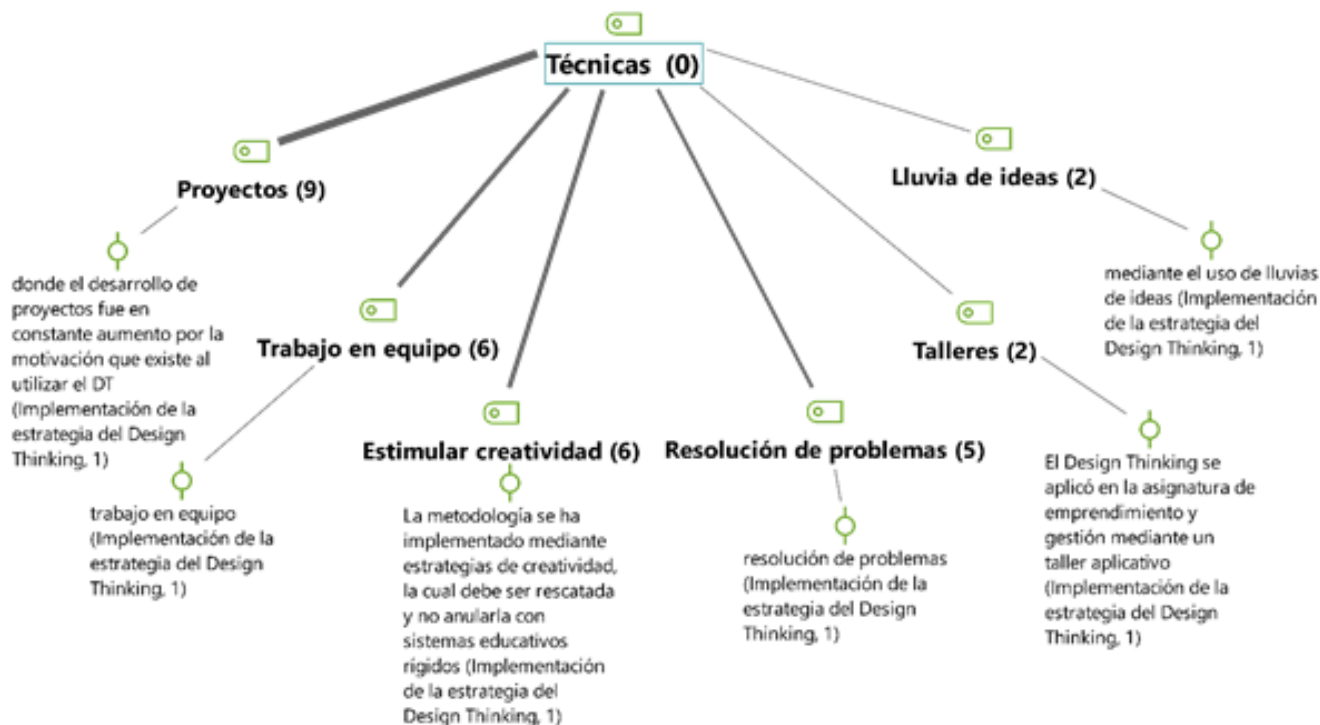 Técnicas (0)
Proyectos (9)
donde el desarrollo de
proyectos fue en
constante aumento por la
motivación que existe al
utilizar el DT
(Implementación de la
estrategia del Design
Thinking, 1)
Trabajo en equipo (6)
trabajo en equipo
(Implementación de la
estrategia del Design
Thinking, 1)
Estimular creatividad (6)
La metodología se ha
implementado mediante
estrategias de creatividad,
la cual debe ser rescatada
y no anularla con
sistemas educativos
rígidos (Implementación
de la estrategia del
Design Thinking, 1)
Resolución de problemas (5)
resolución de problemas
(Implementación de la
estrategia del Design
Thinking, 1)
Talleres (2)
El Design Thinking se
aplicó en la asignatura de
emprendimiento y
gestión mediante un
taller aplicativo
(Implementación de la
estrategia del Design
Thinking, 1)
Lluvia de ideas (2)
mediante el uso de lluvias
de ideas (Implementación
de la estrategia del
Design Thinking, 1)